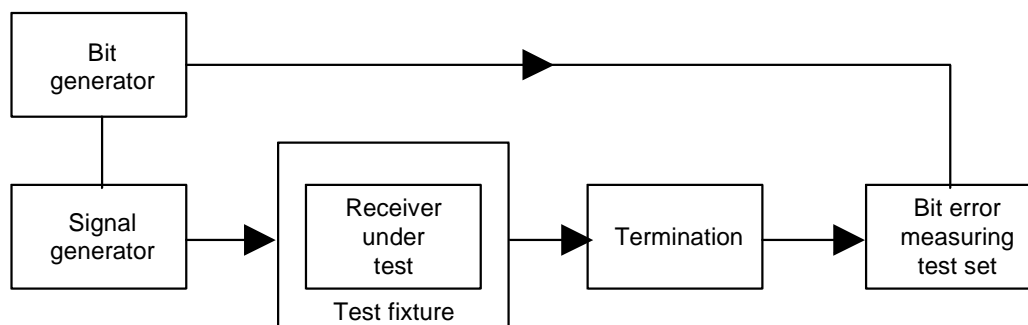 Bit
generator
Signal
generator
Receiver
under
test
Test fixture
Termination
Bit error
measuring
test set